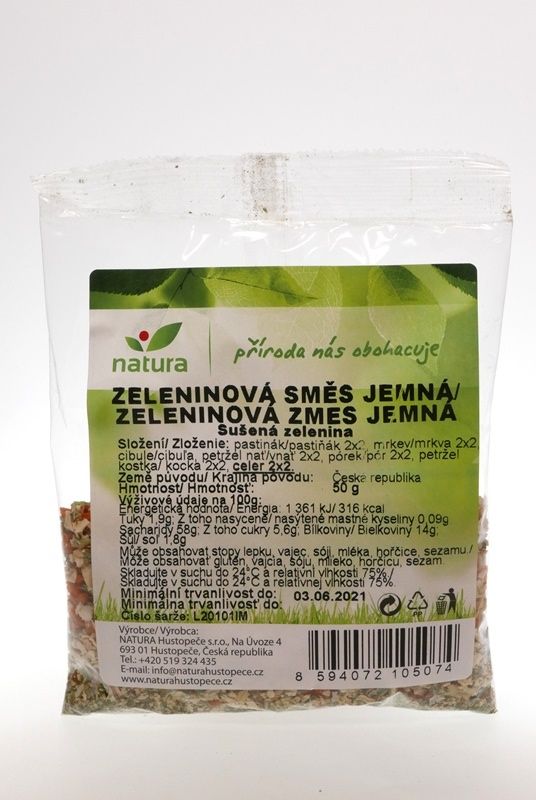 natura
příroda nás obohacuje
ZELENINOVÁ SMĚS JEMNÁ/
ZELENINOVÁ ZMES JEMNÁ
Sušená zelenina
Složení/ Zloženie: pastinák/pastiňák 2x2, mrkev/mrkva 2x2,
cibule/cibuľa, petržel nať/vňať 2x2, pórek/pór 2x2, petržel
kostka/ kocka 2x2, celer 2x2.
Země původu/ Krajina pôvodu: Česka republika
Hmotnost/ Hmotnosť: 50 g
Výživové údaje na 100g:
Energetická hodnota/ Energia: 1 361 kJ/ 316 kcal
Tuky 1,9g; Z toho nasycené/ nasýtené mastné kyseliny 0,09g
Sacharidy 58g; Z toho cukry 5,6g; Bílkoviny/ Bielkoviny 14g;
Sůl/ soľ 1,8g
Může obsahovat stopy lepku, vajec, sóji, mléka, hořčice, sezamu./
Může obsahovať glutén, vajcia, sóju, mlieko, horčicu, sezam.
Skladujte v suchu do 24°C a relativní vlhkosti 75%.
Skladujte v suchu do 24°C a relatívnej vlhkosti 75%.
Minimální trvanlivost do: 03.06.2021
Minimálna trvanlivosť do:
Číslo šarže: L20101IM
Výrobce/ Výrobca:
NATURA Hustopeče s.r.o., Na Úvoze 4
693 01 Hustopeče, Česká republika
Tel.: +420 519 324 435
E-mail: info@naturahustopece.cz
www.naturahustopece.cz
PP
8 594072 105074